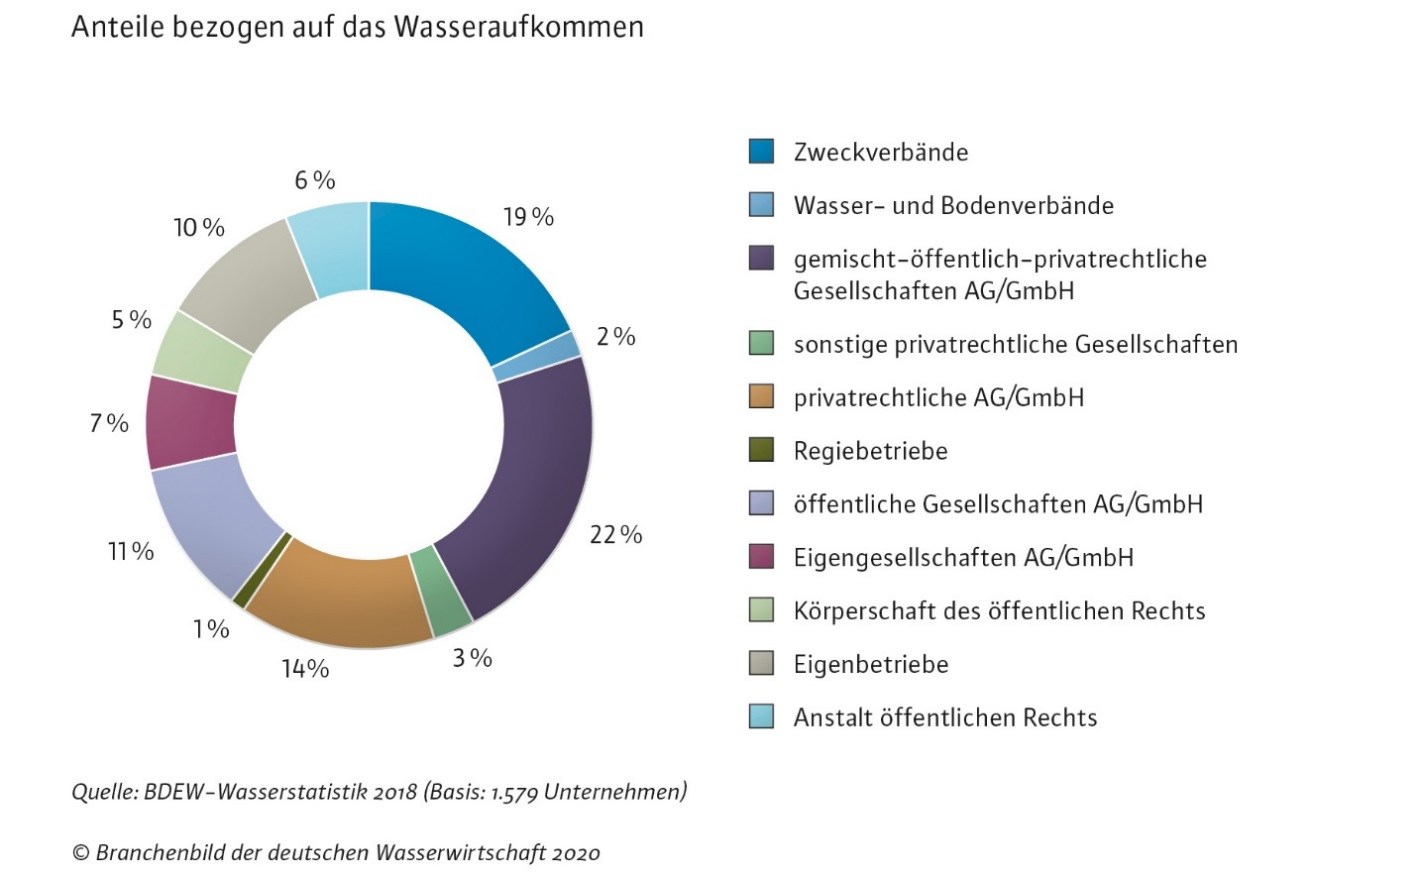 Anteile bezogen auf das Wasseraufkommen
6 %
19 %
10 %
2 %
5 %
7 %
22 %
11 %
1 %
3 %
14%
Zweckverbände
Wasser- und Bodenverbände
gemischt-öffentlich-privatrechtliche
Gesellschaften AG/GmbH
sonstige privatrechtliche Gesellschaften
privatrechtliche AG/GmbH
Regiebetriebe
öffentliche Gesellschaften AG/GmbH
Eigengesellschaften AG/GmbH
Körperschaft des öffentlichen Rechts
Eigenbetriebe
Anstalt öffentlichen Rechts
Quelle: BDEW-Wasserstatistik 2018 (Basis: 1.579 Unternehmen)
© Branchenbild der deutschen Wasserwirtschaft 2020